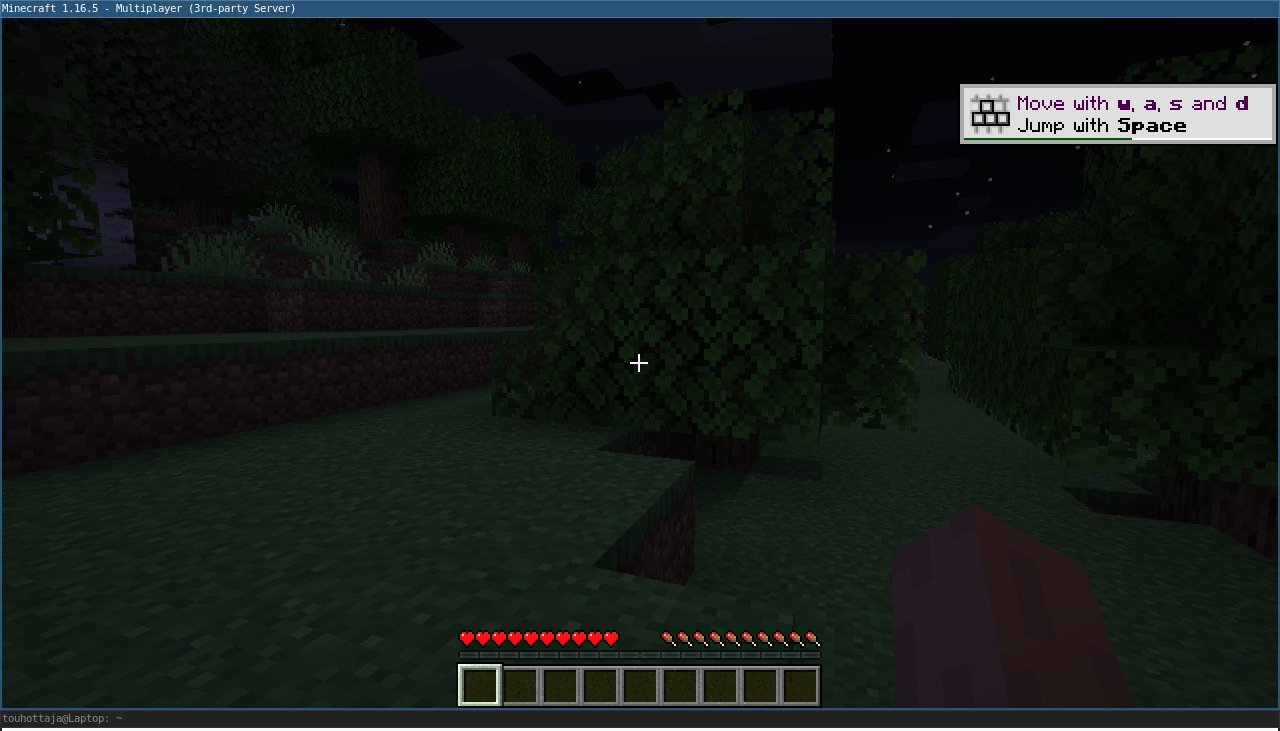 Minecraft 1.16.5 - Multiplayer (3rd-party Server)
Move with w, a, s and d
Jump with Space
touhottaja@Laptop: ~